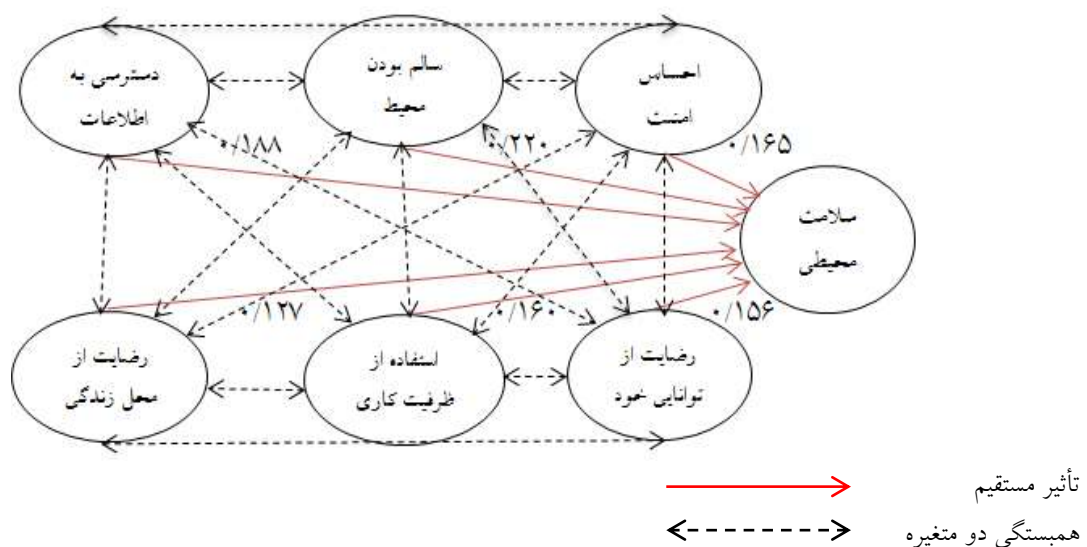 احساس
امنیت
سالم بودن
محیط
دسترسی به
اطلاعات
۰/۱۶۵
۰/۲۲۰
۰/۱۸۸
سلامت
محیطی
۰/۱۵۶
۰/۱۶۰
۰/۱۲۷
رضایت از
توانایی خود
استفاده از
ظرفیت کاری
رضایت از
محل زندگی
تأثیر مستقیم
همبستگی دو متغیره